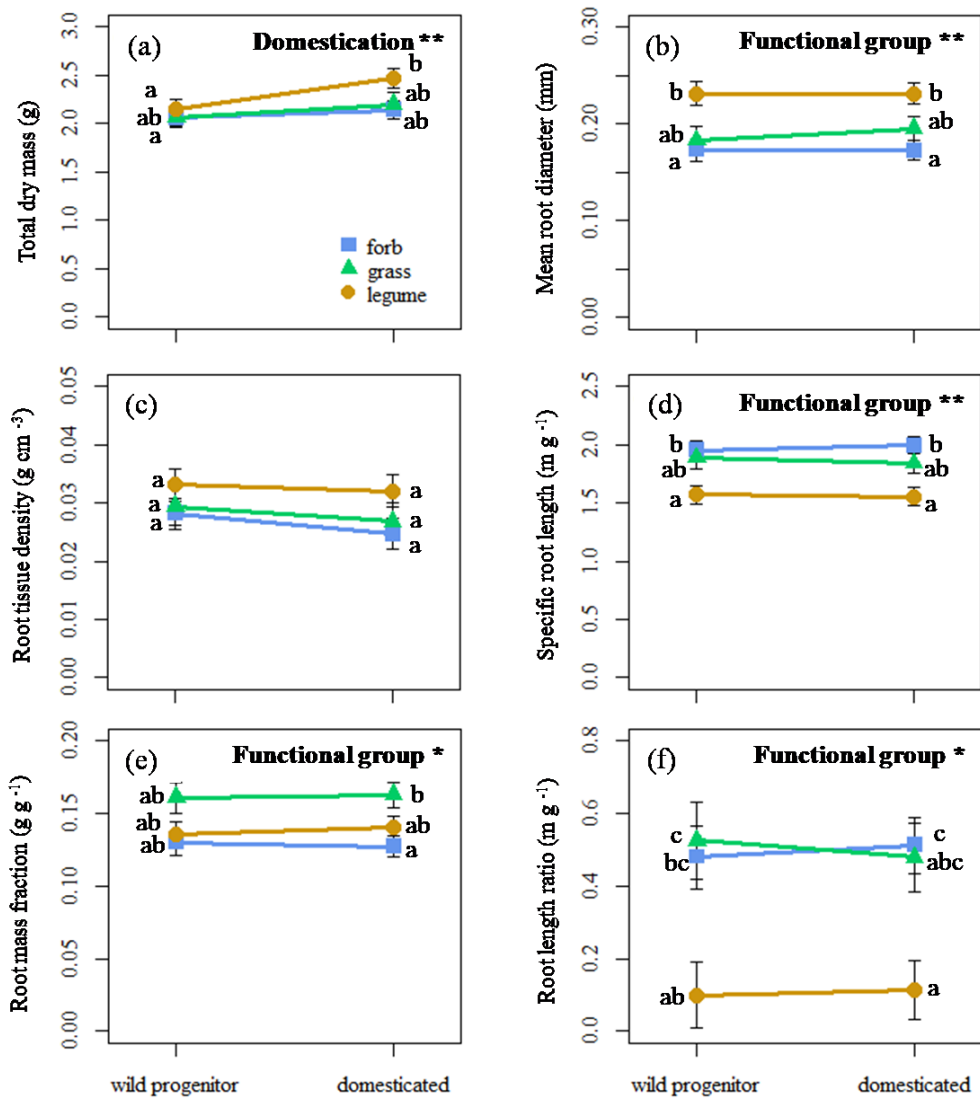 (a) Domestication **
Total dry mass (g)
3.0
2.5
2.0
1.5
1.0
0.5
0.0
a
ab
a
b
ab
ab
forb
grass
legume
(b) Functional group **
Mean root diameter (mm)
0.30
0.20
0.10
0.00
b
ab
a
b
ab
a
(c)
Root tissue density (g cm -3)
0.05
0.04
0.03
0.02
0.01
0.00
a
a
a
a
a
a
(d) Functional group **
Specific root length (m g -1)
2.5
2.0
1.5
1.0
0.5
0.0
b
ab
a
b
ab
a
(e) Functional group *
Root mass fraction (g g -1)
0.20
0.15
0.10
0.05
0.00
ab
ab
ab
b
ab
a
wild progenitor domesticated
(f) Functional group *
Root length ratio (m g -1)
0.8
0.6
0.4
0.2
0.0
c
bc
ab
c
abc
a
wild progenitor domesticated